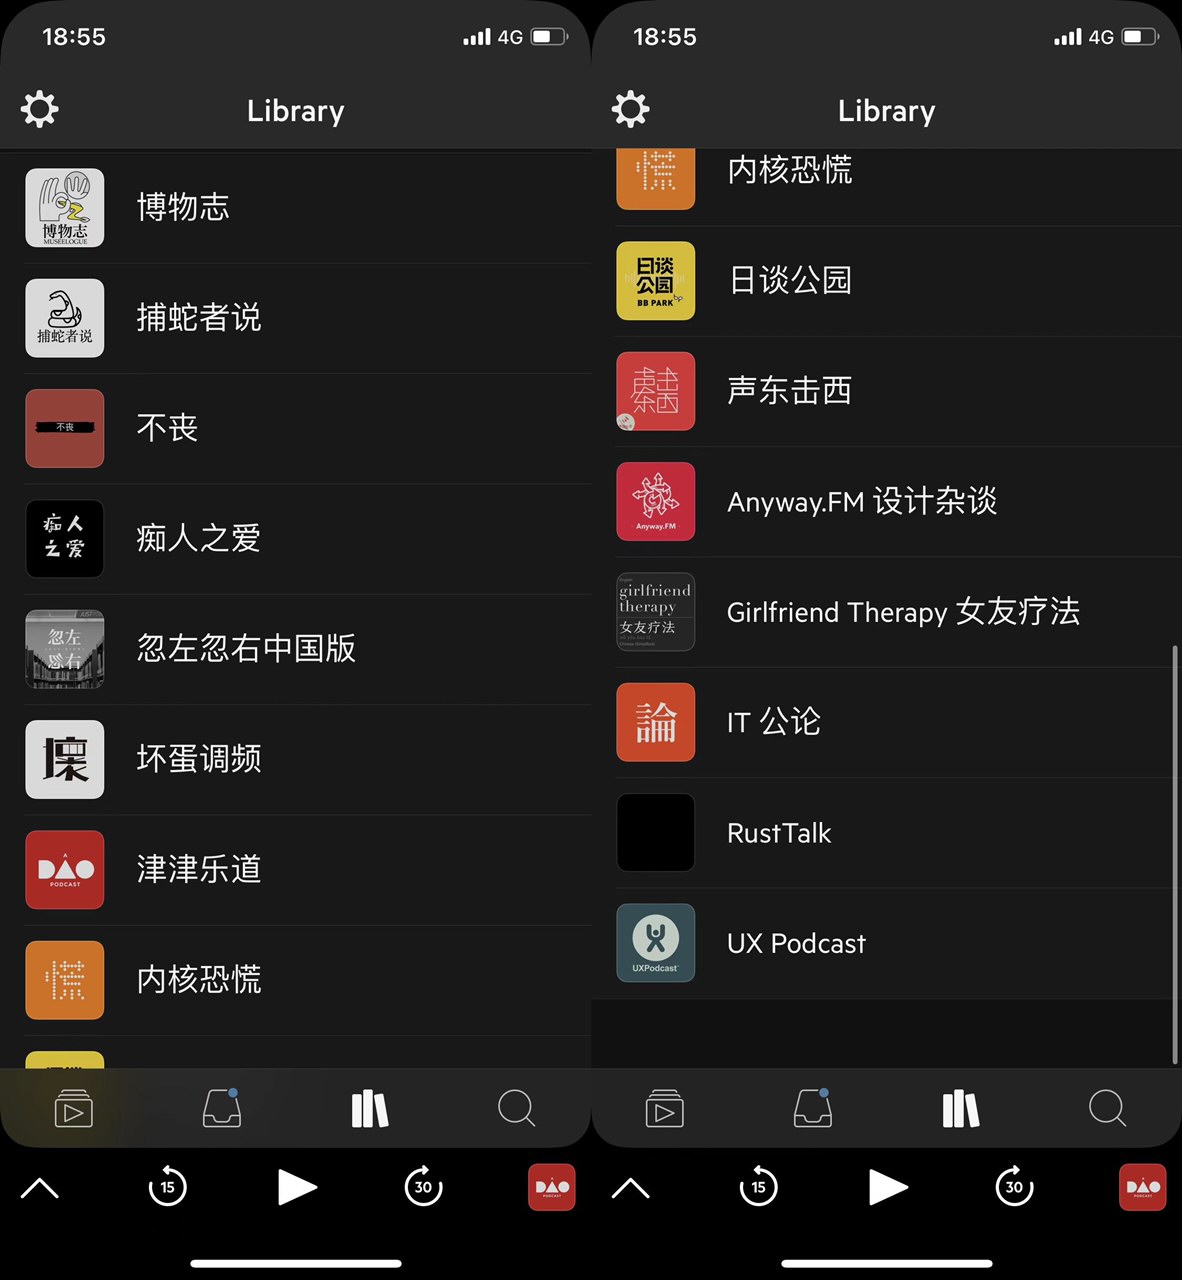 18:55
4G
Library
博物志
MUSEELOGUE
博物志
捕蛇者说
捕蛇者说
不丧
不丧
痴人
之爱
痴人之爱
忽左
忽右
忽左忽右中国版
坏蛋调频
A
DAO
PODCAST
津津乐道
慌
内核恐慌
15
30
DAO
PODCAST
18:55
4G
Library
慌
内核恐慌
日谈
公园
BB PARK
日谈公园
声东击西
声东击西
Anyway.FM
Anyway.FM 设计杂谈
girlfriend
therapy
女友疗法
Girlfriend Therapy 女友疗法
論
IT 公论
RustTalk
UXPodcast
UX Podcast
15
30
DAO
PODCAST